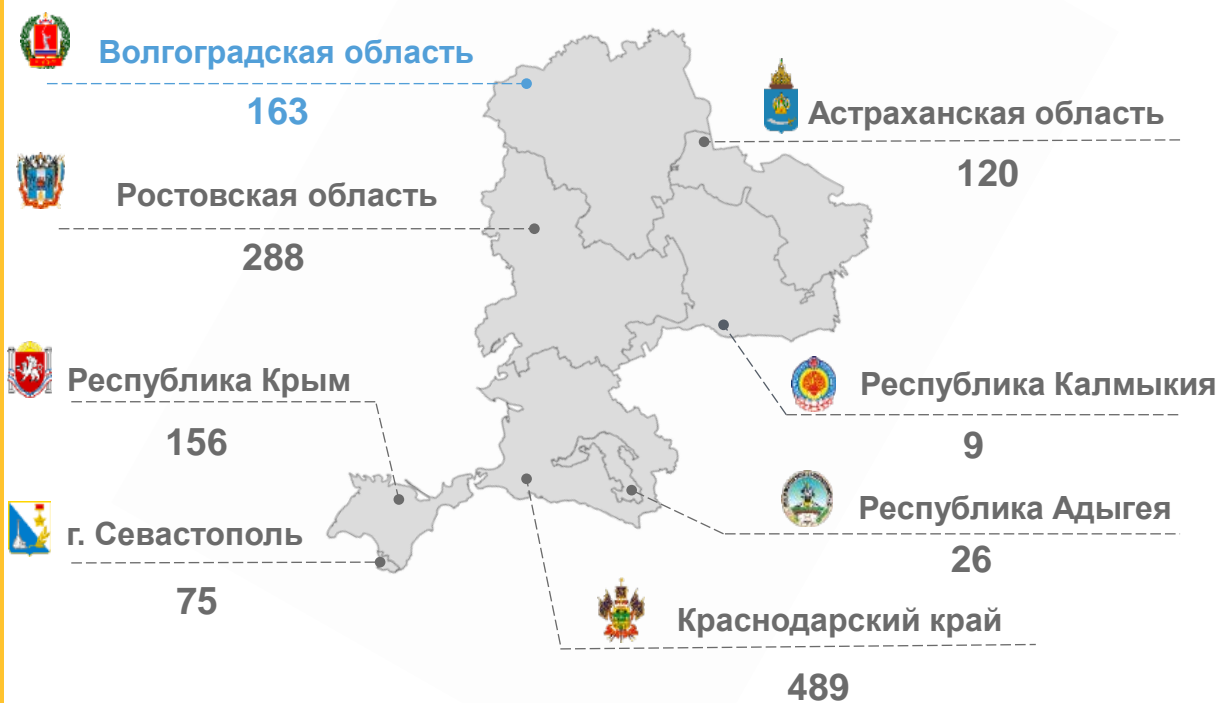 Волгоградская область
163
Астраханская область
120
Ростовская область
288
Республика Крым
156
Республика Калмыкия
9
г. Севастополь
75
Республика Адыгея
26
Краснодарский край
489